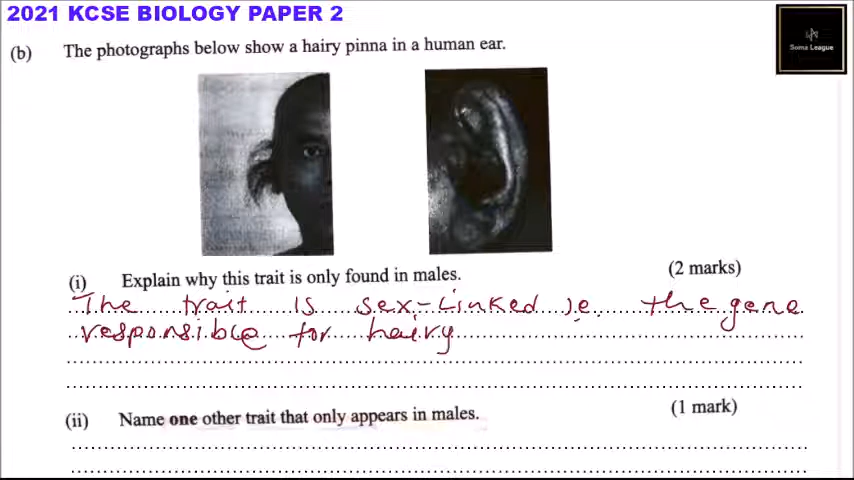 2021 KCSE BIOLOGY PAPER 2
Soma League
(b) The photographs below show a hairy pinna in a human ear.
(i) Explain why this trait is only found in males. (2 marks)
The trait is sex-linked i.e. the gene
responsible for hairy
(ii) Name one other trait that only appears in males. (1 mark)